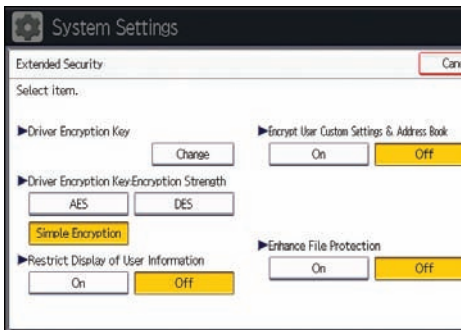 System Settings
Extended Security
Select item.
Driver Encryption Key
Change
Driver Encryption Key:Encryption Strength
AES DES
Simple Encryption
Restrict Display of User Information
On Off
Encrypt User Custom Settings & Address Book
On Off
Enhance File Protection
On Off